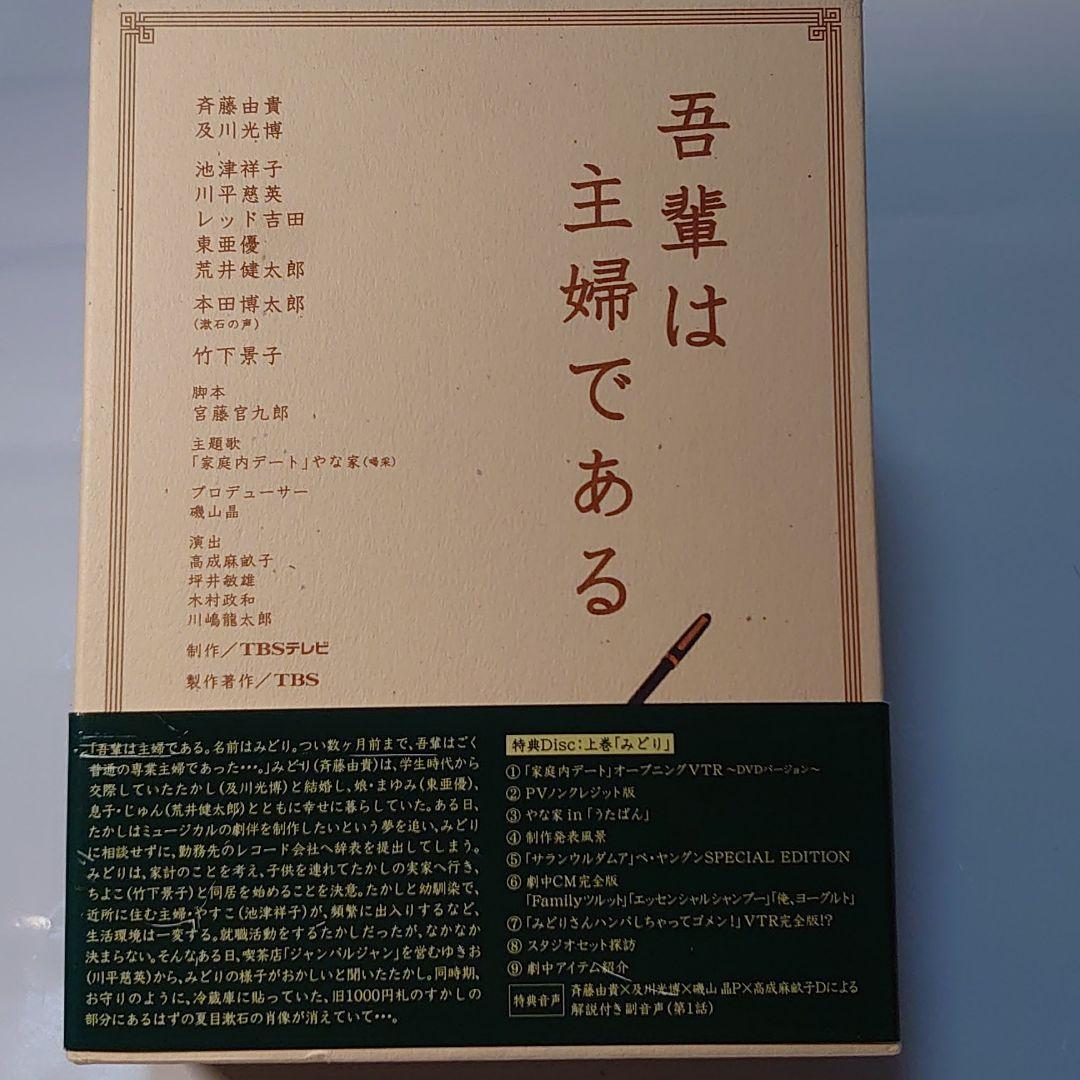 吾輩は
主婦である
斉藤由貴
及川光博
池津祥子
川平慈英
レッド吉田
東亜優
荒井健太郎
本田博太郎
(漱石の声)
竹下景子
脚本
宮藤官九郎
主題歌
「家庭内デート」やな家(喝采)
プロデューサー
磯山晶
演出
高成麻畝子
坪井敏雄
木村政和
川嶋龍太郎
制作/TBSテレビ
製作著作/TBS
「吾輩は主婦である。名前はみどり。つい数ヶ月前まで、吾輩はごく
普通の専業主婦であった・・・。」みどり(斉藤由貴)は、学生時代から
交際していたたかし(及川光博)と結婚し、娘・まゆみ(東亜優)、
息子・じゅん(荒井健太郎)とともに幸せに暮らしていた。ある日、
たかしはミュージカルの劇伴を制作したいという夢を追い、みどり
に相談せずに、勤務先のレコード会社へ辞表を提出してしまう。
みどりは、家計のことを考え、子供を連れてたかしの実家へ行き、
ちよこ(竹下景子)と同居を始めることを決意。たかしと幼馴染で、
近所に住む主婦・やすこ(池津祥子)が、頻繁に出入りするなど、
生活環境は一変する。就職活動をするたかしだったが、なかなか
決まらない。そんなある日、喫茶店「ジャンバルジャン」を営むゆきお
(川平慈英)から、みどりの様子がおかしいと聞いたたかし。同時期、
お守りのように、冷蔵庫に貼っていた、旧1000円札のすかしの
部分にあるはずの夏目漱石の肖像が消えていて・・・。
特典Disc:上巻「みどり」
①「家庭内デート」オープニングVTR ~DVDバージョン~
②PVノンクレジット版
③やな家 in「うたばん」
④制作発表風景
⑤「サランウルダムア」ペ・ヤングンSPECIAL EDITION
⑥劇中CM完全版
「Familyツルット」「エッセンシャルシャンプー」「俺、ヨーグルト」
⑦「みどりさんハンパしちゃってゴメン!」VTR完全版!?
⑧スタジオセット探訪
⑨劇中アイテム紹介
特典音声 斉藤由貴×及川光博×磯山 晶P×高成麻畝子Dによる
解説付き副音声(第1話)